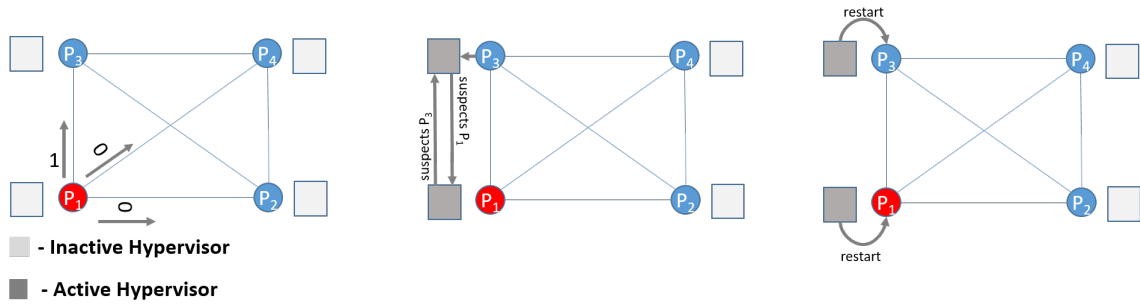 P3
P4
1
0
P1
0
P2
- Inactive Hypervisor
- Active Hypervisor
P3
P4
suspects P3
suspects P1
P1
P2
restart
P3
P4
P1
P2
restart